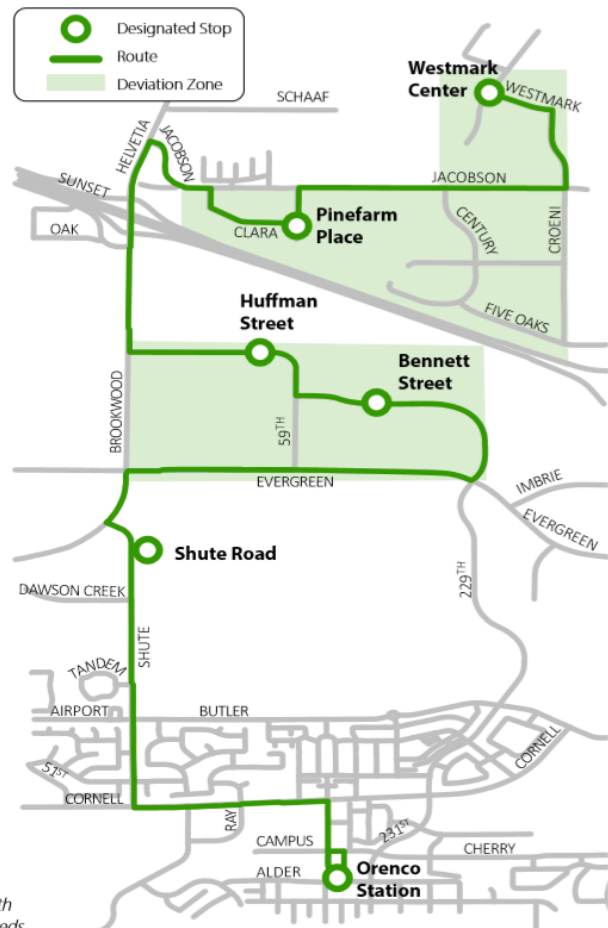 Designated Stop
Route
Deviation Zone
Westmark
Center
WESTMARK
SCHAAF
HELVETIA
JACOBSON
SUNSET
JACOBSON
OAK
CLARA
Pinefarm
Place
CENTURY
CROENI
Huffman
Street
FIVE OAKS
Bennett
Street
BROOKWOOD
59TH
EVERGREEN
IMBRIE
EVERGREEN
Shute Road
229TH
DAWSON CREEK
SHUTE
TANDEM
AIRPORT
BUTLER
CORNELL
51ST
CORNELL
RAY
231ST
CAMPUS
CHERRY
ALDER
Orenco
Station